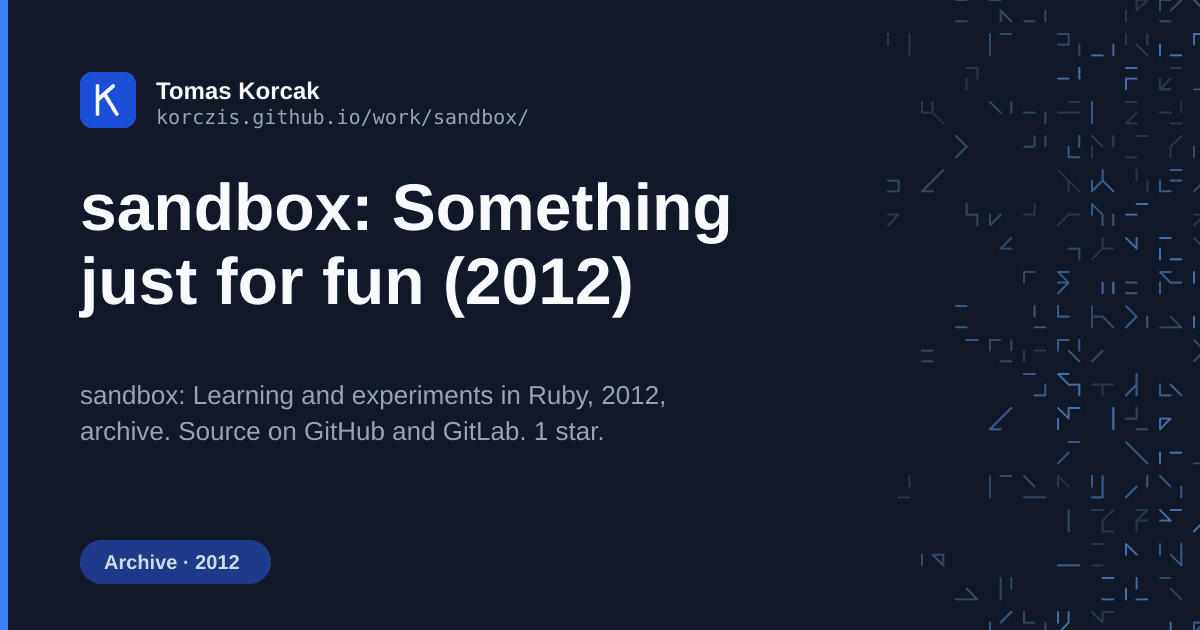 Tomas Korcak
korczis.github.io/work/sandbox/
sandbox: Something
just for fun (2012)
sandbox: Learning and experiments in Ruby, 2012,
archive. Source on GitHub and GitLab. 1 star.
Archive · 2012